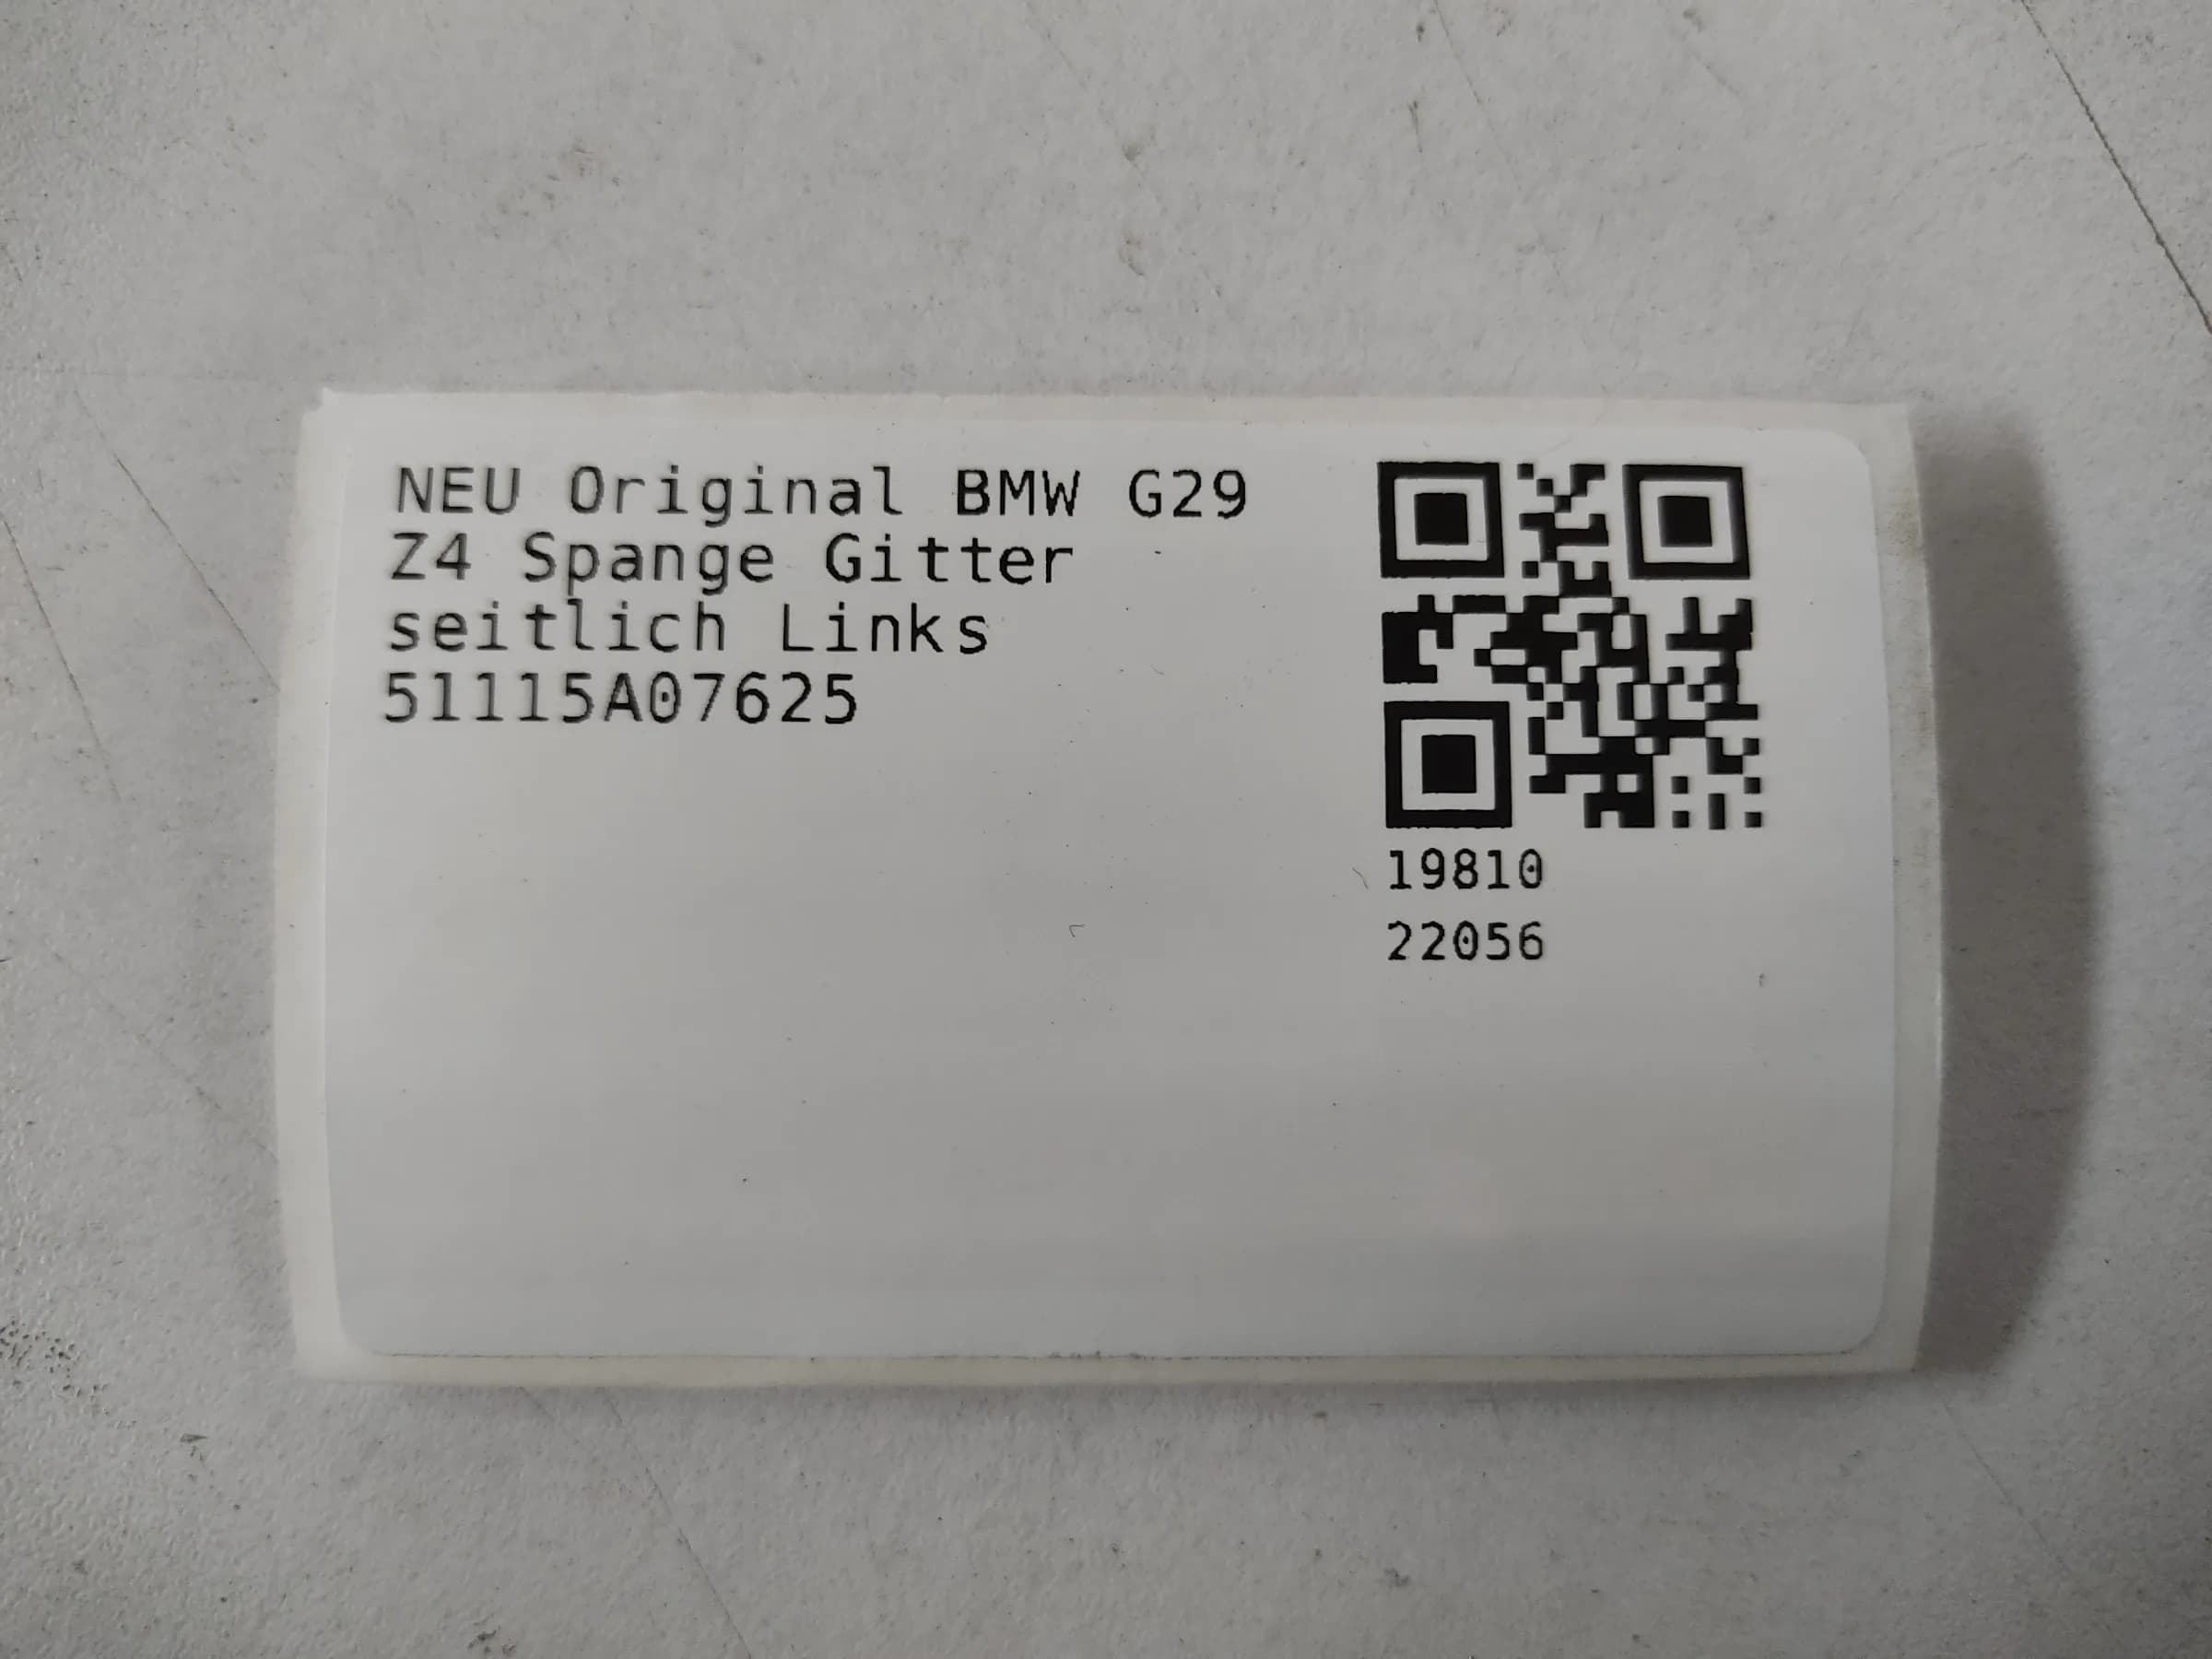 NEU Original BMW G29
Z4 Spange Gitter
seitlich Links
51115A07625
19810
22056